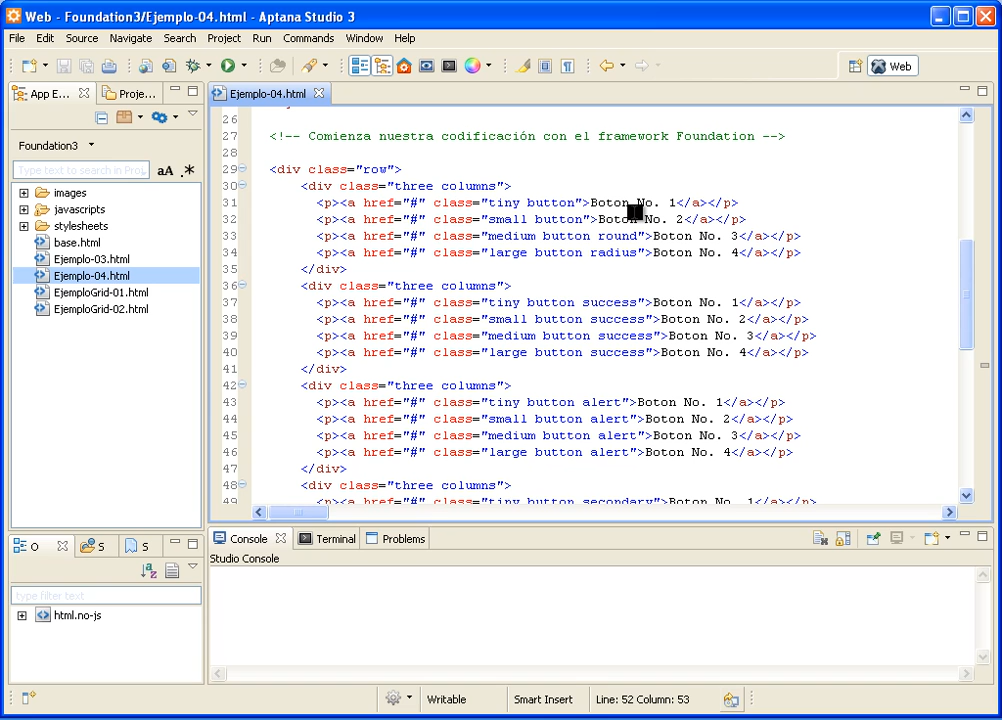 Web - Foundation3/Ejemplo-04.html - Aptana Studio 3
File Edit Source Navigate Search Project Run Commands Window Help
Web
App E... Proje...
Foundation3
Type text to search in Proj
aA .*
images
javascripts
stylesheets
base.html
Ejemplo-03.html
Ejemplo-04.html
EjemploGrid-01.html
EjemploGrid-02.html
Ejemplo-04.html
26
27 <!-- Comienza nuestra codificación con el framework Foundation -->
28
29 <div class="row">
30 <div class="three columns">
31 <p><a href="#" class="tiny button">Boton No. 1</a></p>
32 <p><a href="#" class="small button">Boton No. 2</a></p>
33 <p><a href="#" class="medium button round">Boton No. 3</a></p>
34 <p><a href="#" class="large button radius">Boton No. 4</a></p>
35 </div>
36 <div class="three columns">
37 <p><a href="#" class="tiny button success">Boton No. 1</a></p>
38 <p><a href="#" class="small button success">Boton No. 2</a></p>
39 <p><a href="#" class="medium button success">Boton No. 3</a></p>
40 <p><a href="#" class="large button success">Boton No. 4</a></p>
41 </div>
42 <div class="three columns">
43 <p><a href="#" class="tiny button alert">Boton No. 1</a></p>
44 <p><a href="#" class="small button alert">Boton No. 2</a></p>
45 <p><a href="#" class="medium button alert">Boton No. 3</a></p>
46 <p><a href="#" class="large button alert">Boton No. 4</a></p>
47 </div>
48 <div class="three columns">
49 <p><a href="#" class="tiny button secondary">Boton No. 1</a></p>
O S S
type filter text
html.no-js
Console Terminal Problems
Studio Console
Writable Smart Insert Line: 52 Column: 53